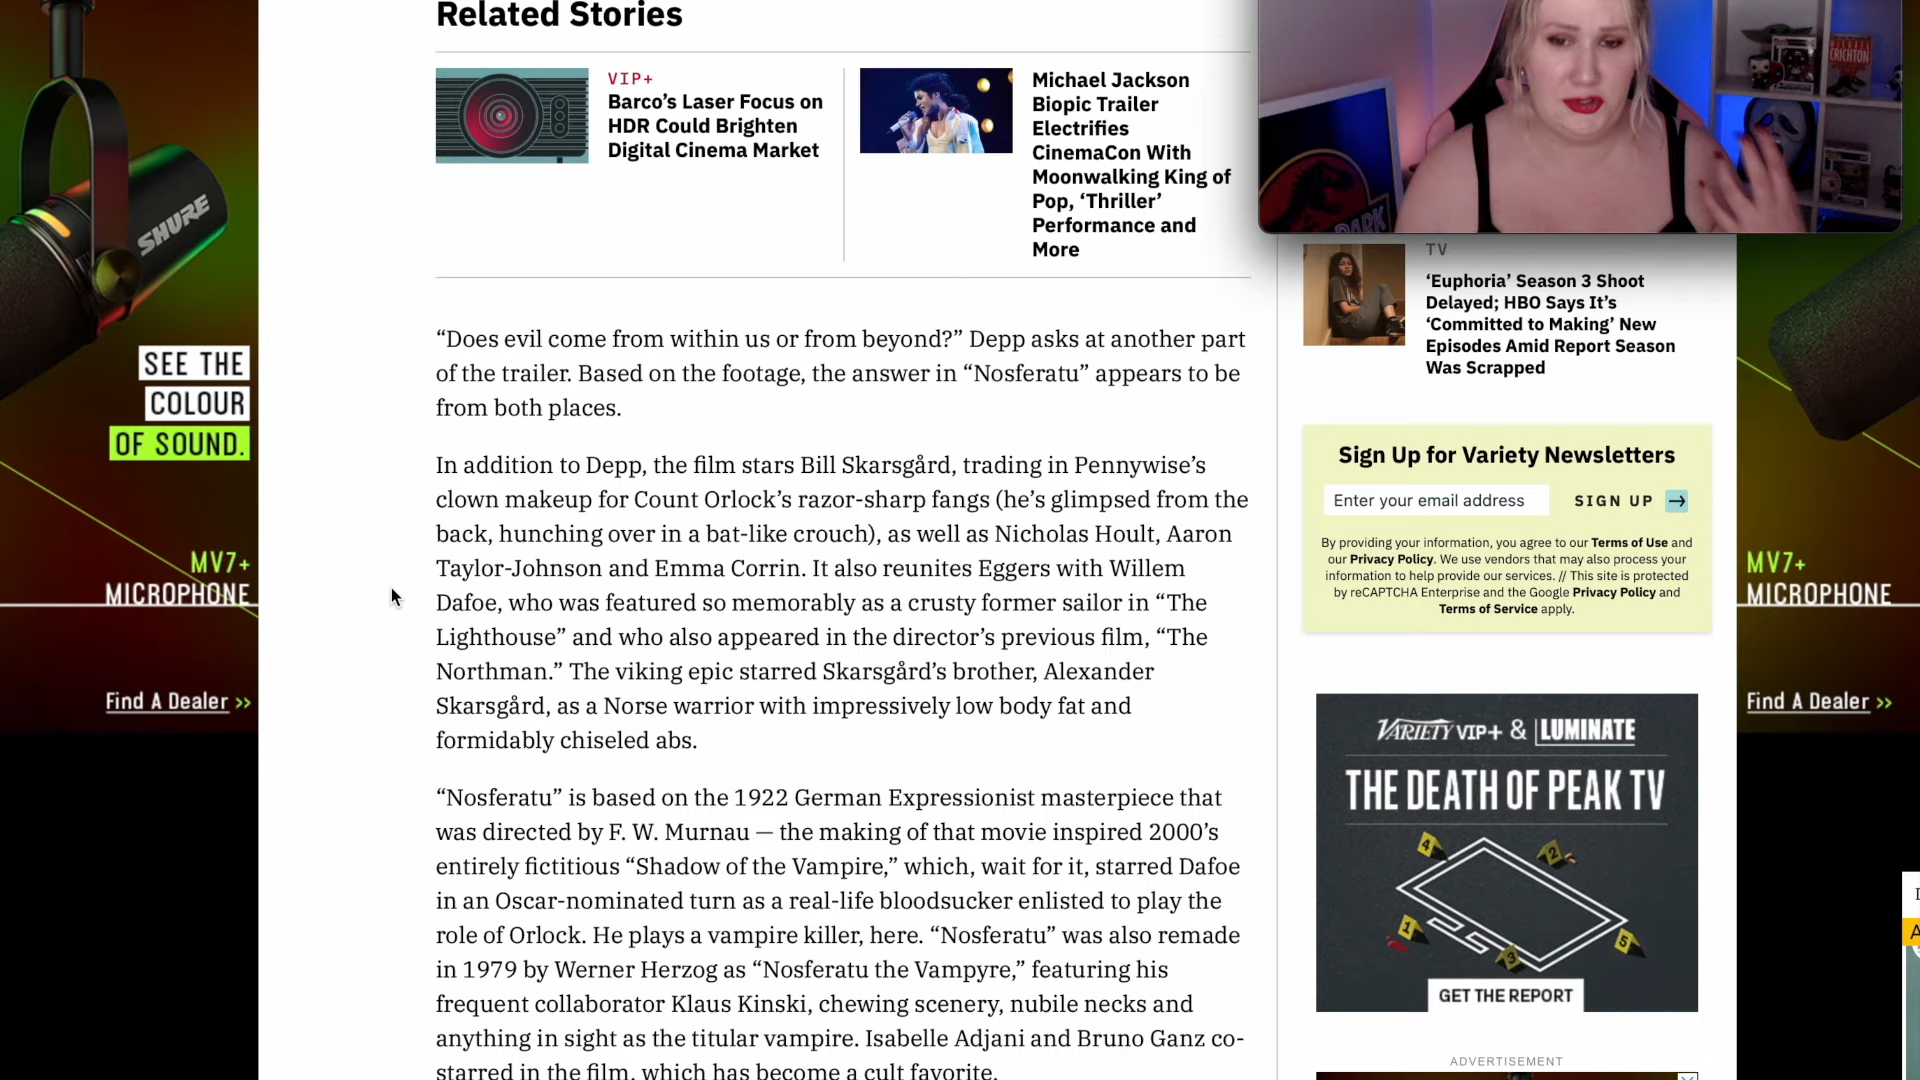 Related Stories
VIP+
Barco’s Laser Focus on
HDR Could Brighten
Digital Cinema Market
Michael Jackson
Biopic Trailer
Electrifies
CinemaCon With
Moonwalking King of
Pop, ‘Thriller’
Performance and
More
“Does evil come from within us or from beyond?” Depp asks at another part
of the trailer. Based on the footage, the answer in “Nosferatu” appears to be
from both places.
In addition to Depp, the film stars Bill Skarsgård, trading in Pennywise’s
clown makeup for Count Orlock’s razor-sharp fangs (he’s glimpsed from the
back, hunching over in a bat-like crouch), as well as Nicholas Hoult, Aaron
Taylor-Johnson and Emma Corrin. It also reunites Eggers with Willem
Dafoe, who was featured so memorably as a crusty former sailor in “The
Lighthouse” and who also appeared in the director’s previous film, “The
Northman.” The viking epic starred Skarsgård’s brother, Alexander
Skarsgård, as a Norse warrior with impressively low body fat and
formidably chiseled abs.
“Nosferatu” is based on the 1922 German Expressionist masterpiece that
was directed by F. W. Murnau — the making of that movie inspired 2000’s
entirely fictitious “Shadow of the Vampire,” which, wait for it, starred Dafoe
in an Oscar-nominated turn as a real-life bloodsucker enlisted to play the
role of Orlock. He plays a vampire killer, here. “Nosferatu” was also remade
in 1979 by Werner Herzog as “Nosferatu the Vampyre,” featuring his
frequent collaborator Klaus Kinski, chewing scenery, nubile necks and
anything in sight as the titular vampire. Isabelle Adjani and Bruno Ganz co-
starred in the film, which has become a cult favorite.
SHURE
SEE THE
COLOUR
OF SOUND.
MV7+
MICROPHONE
Find A Dealer >>
CRICHTON
PARK
TV
‘Euphoria’ Season 3 Shoot
Delayed; HBO Says It’s
‘Committed to Making’ New
Episodes Amid Report Season
Was Scrapped
Sign Up for Variety Newsletters
Enter your email address SIGN UP
By providing your information, you agree to our Terms of Use and
our Privacy Policy. We use vendors that may also process your
information to help provide our services. // This site is protected
by reCAPTCHA Enterprise and the Google Privacy Policy and
Terms of Service apply.
VARIETY VIP+ & LUMINATE
THE DEATH OF PEAK TV
4
2
1
3
5
GET THE REPORT
ADVERTISEMENT
MV7+
MICROPHONE
Find A Dealer >>